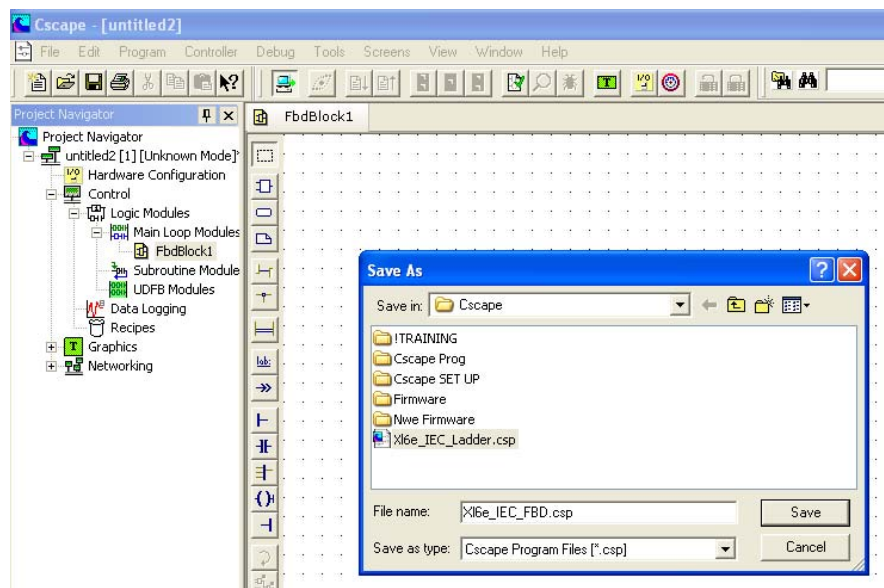 Cscape - [untitled2]
File Edit Program Controller Debug Tools Screens View Window Help
Project Navigator
FbdBlock1
Project Navigator
untitled2 [1] [Unknown Mode]*
Hardware Configuration
Control
Logic Modules
Main Loop Modules
FbdBlock1
Subroutine Module
UDFB Modules
Data Logging
Recipes
Graphics
Networking
lab:
Save As
Save in: Cscape
!TRAINING
Cscape Prog
Cscape SET UP
Firmware
Nwe Firmware
Xl6e_IEC_Ladder.csp
File name: Xl6e_IEC_FBD.csp Save
Save as type: Cscape Program Files [*.csp] Cancel